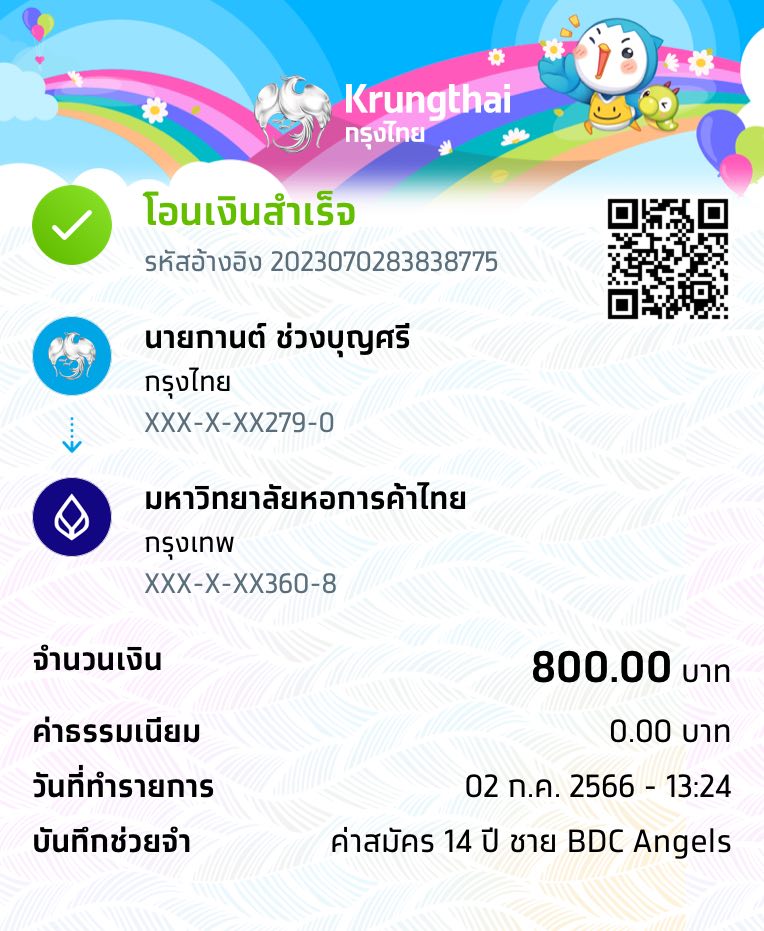 Krungthai
กรุงไทย
โอนเงินสำเร็จ
รหัสอ้างอิง 2023070283838775
นายกานต์ ช่วงบุญศรี
กรุงไทย
XXX-X-XX279-0
มหาวิทยาลัยหอการค้าไทย
กรุงเทพ
XXX-X-XX360-8
จำนวนเงิน 800.00 บาท
ค่าธรรมเนียม 0.00 บาท
วันที่ทำรายการ 02 ก.ค. 2566 - 13:24
บันทึกช่วยจำ ค่าสมัคร 14 ปี ชาย BDC Angels